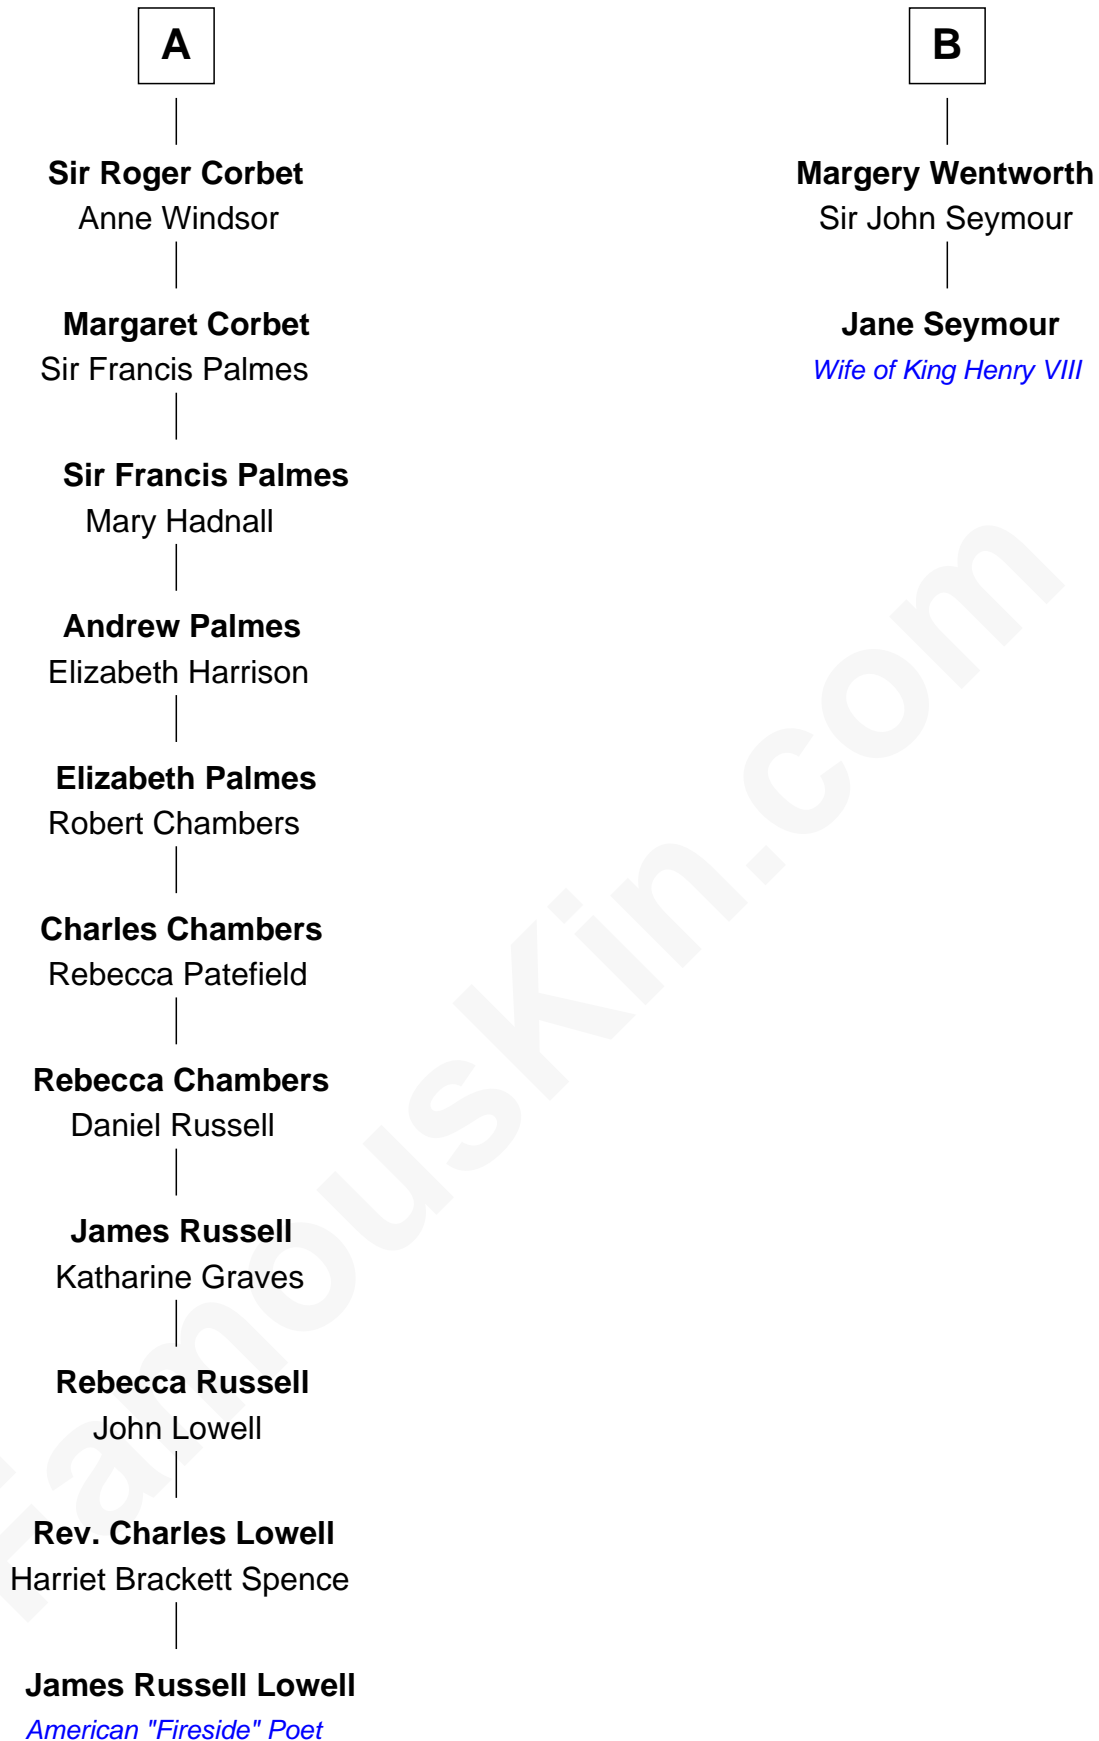 A
Sir Roger Corbet
Anne Windsor
Margaret Corbet
Sir Francis Palmes
Sir Francis Palmes
Mary Hadnall
Andrew Palmes
Elizabeth Harrison
Elizabeth Palmes
Robert Chambers
Charles Chambers
Rebecca Patefield
Rebecca Chambers
Daniel Russell
James Russell
Katharine Graves
Rebecca Russell
John Lowell
Rev. Charles Lowell
Harriet Brackett Spence
James Russell Lowell
American "Fireside" Poet
B
Margery Wentworth
Sir John Seymour
Jane Seymour
Wife of King Henry VIII
FamousKin.com